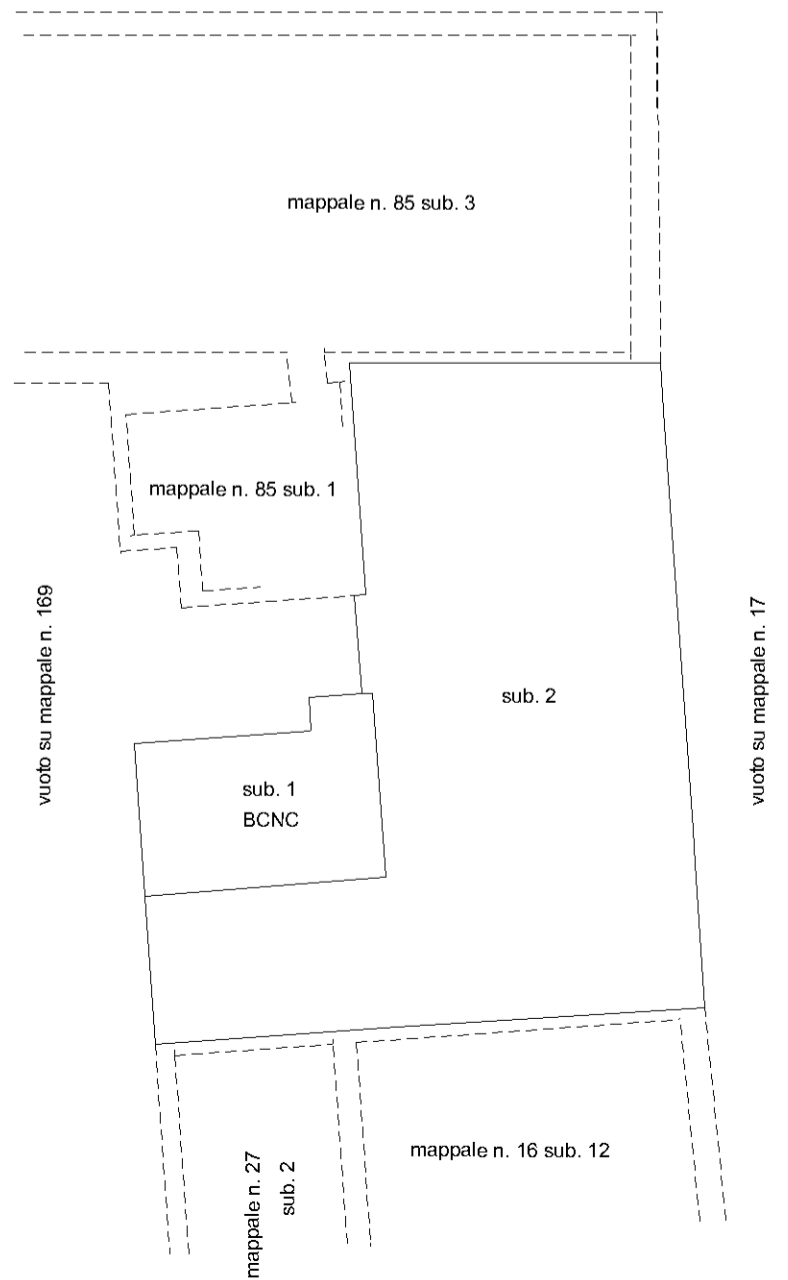 mappale n. 85 sub. 3
mappale n. 85 sub. 1
vuoto su mappale n. 169
vuoto su mappale n. 17
sub. 2
sub. 1
BCNC
mappale n. 27
sub. 2
mappale n. 16 sub. 12